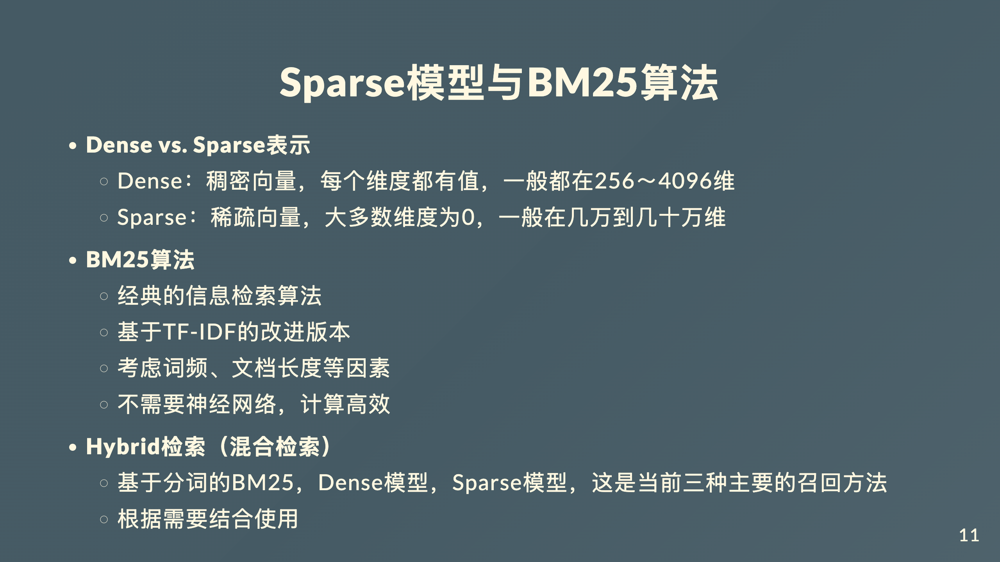 Sparse模型与BM25算法
Dense vs. Sparse表示
Dense：稠密向量，每个维度都有值，一般都在256～4096维
Sparse：稀疏向量，大多数维度为0，一般在几万到几十万维
BM25算法
经典的信息检索算法
基于TF-IDF的改进版本
考虑词频、文档长度等因素
不需要神经网络，计算高效
Hybrid检索（混合检索）
基于分词的BM25，Dense模型，Sparse模型，这是当前三种主要的召回方法
根据需要结合使用
11